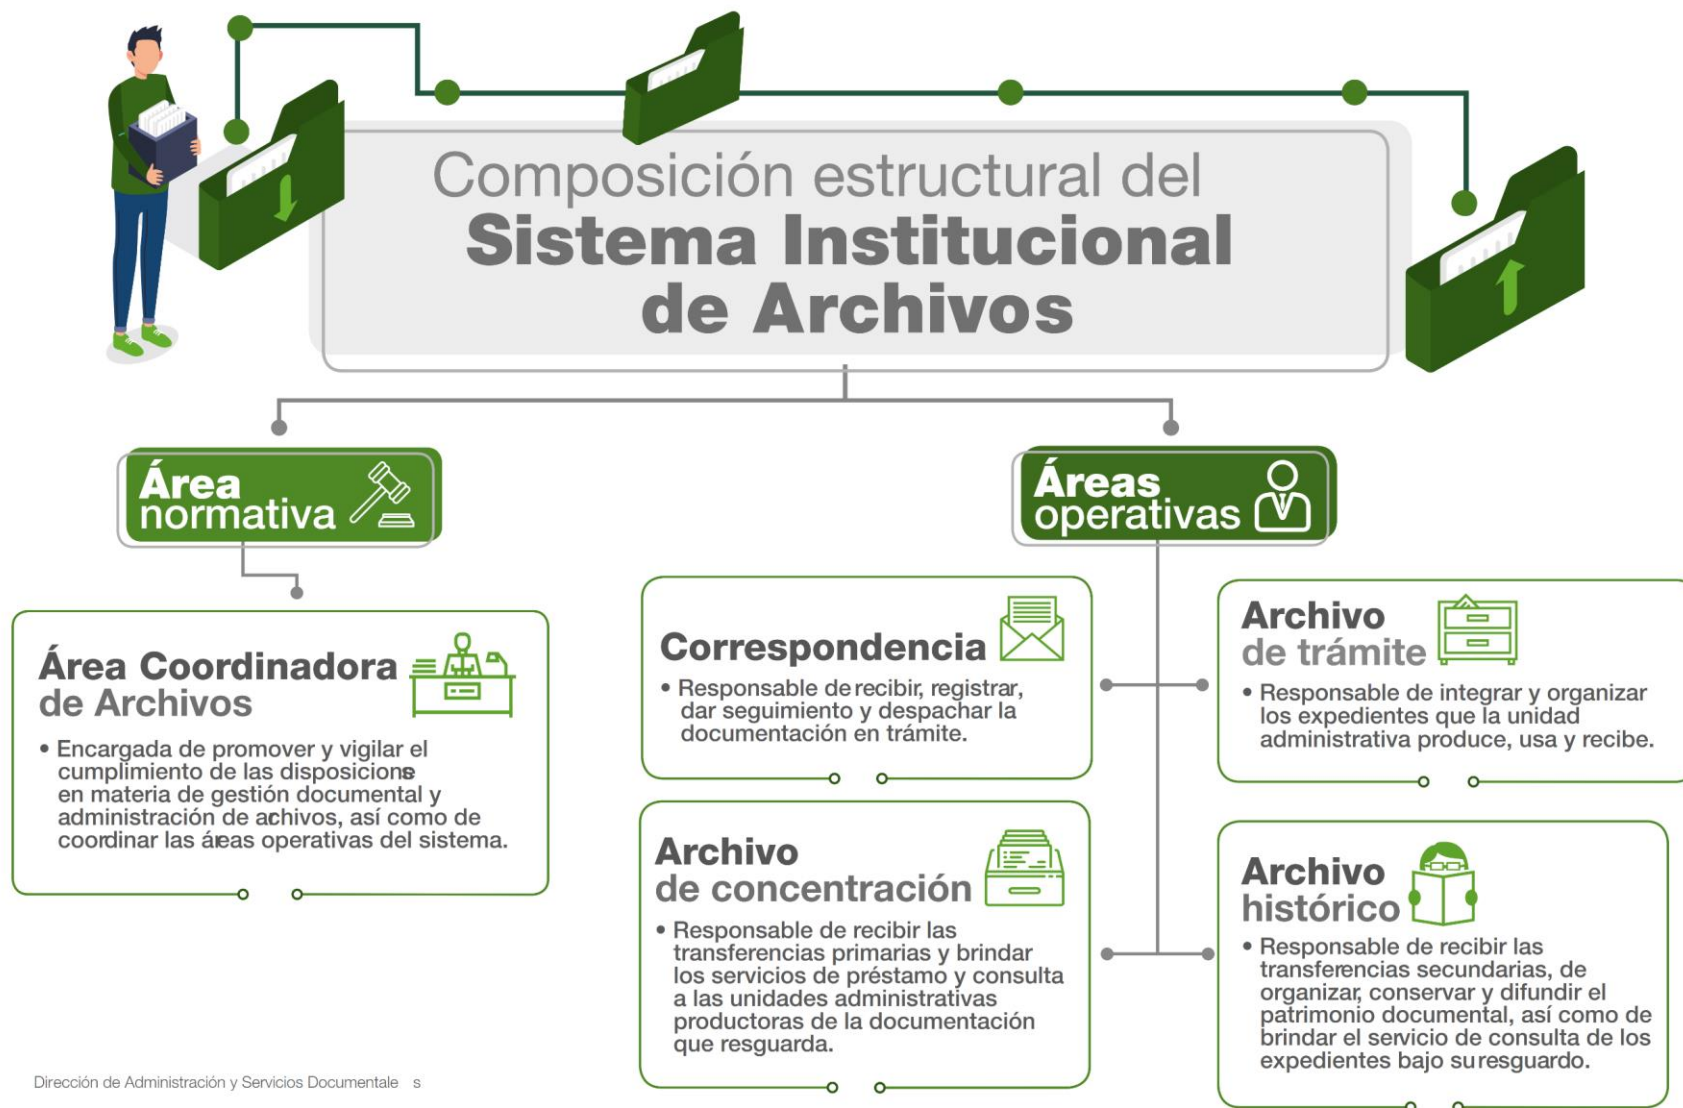 Composición estructural del
Sistema Institucional
de Archivos
Área
normativa
Áreas
operativas
Área Coordinadora
de Archivos
• Encargada de promover y vigilar el
cumplimiento de las disposicione
en materia de gestión documental y
administración de archivos, así como de
coordinar las áreas operativas del sistema.
Correspondencia
• Responsable de recibir, registrar,
dar seguimiento y despachar la
documentación en trámite.
Archivo
de trámite
• Responsable de integrar y organizar
los expedientes que la unidad
administrativa produce, usa y recibe.
Archivo
de concentración
• Responsable de recibir las
transferencias primarias y brindar
los servicios de préstamo y consulta
a las unidades administrativas
productoras de la documentación
que resguarda.
Archivo
histórico
• Responsable de recibir las
transferencias secundarias, de
organizar, conservar y difundir el
patrimonio documental, así como de
brindar el servicio de consulta de los
expedientes bajo su resguardo.
Dirección de Administración y Servicios Documentale s